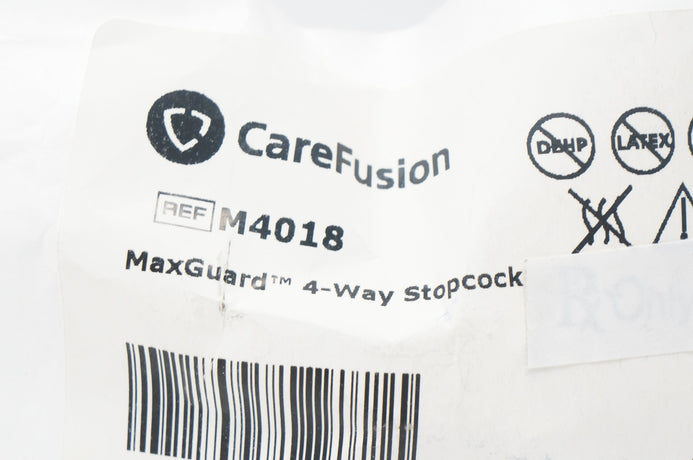 CareFusion
DEHP
LATEX
REF M4018
MaxGuard™ 4-Way Stopcock
Rx Only